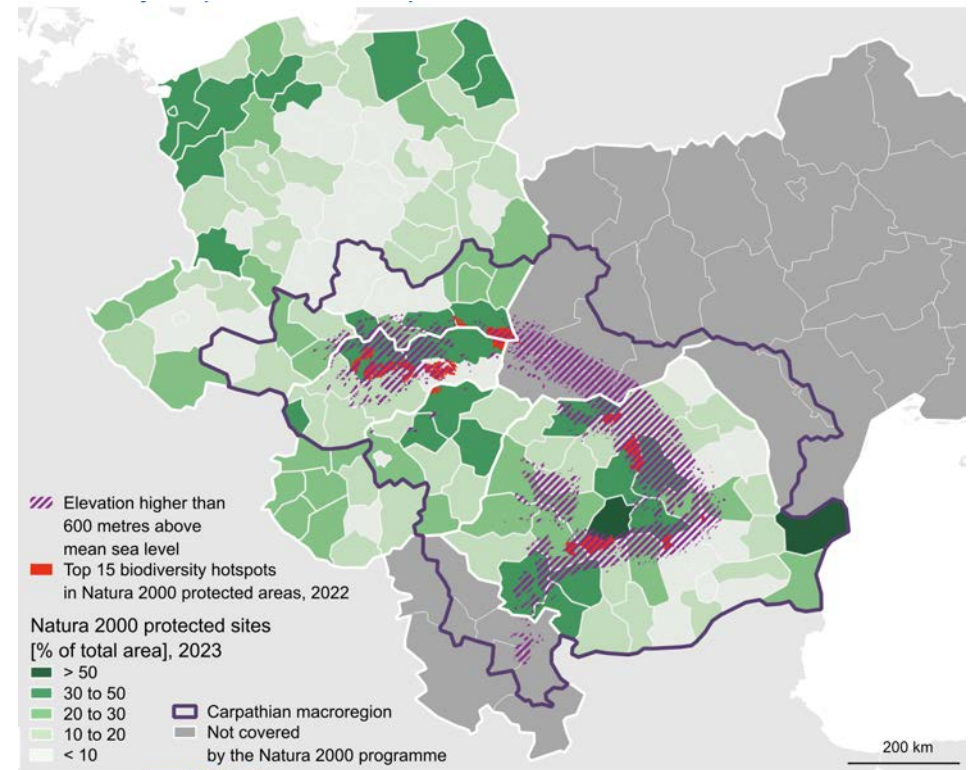 Elevation higher than
600 metres above
mean sea level
Top 15 biodiversity hotspots
in Natura 2000 protected areas, 2022
Natura 2000 protected sites
[% of total area], 2023
> 50
30 to 50
20 to 30
10 to 20
< 10
Carpathian macroregion
Not covered
by the Natura 2000 programme
200 km